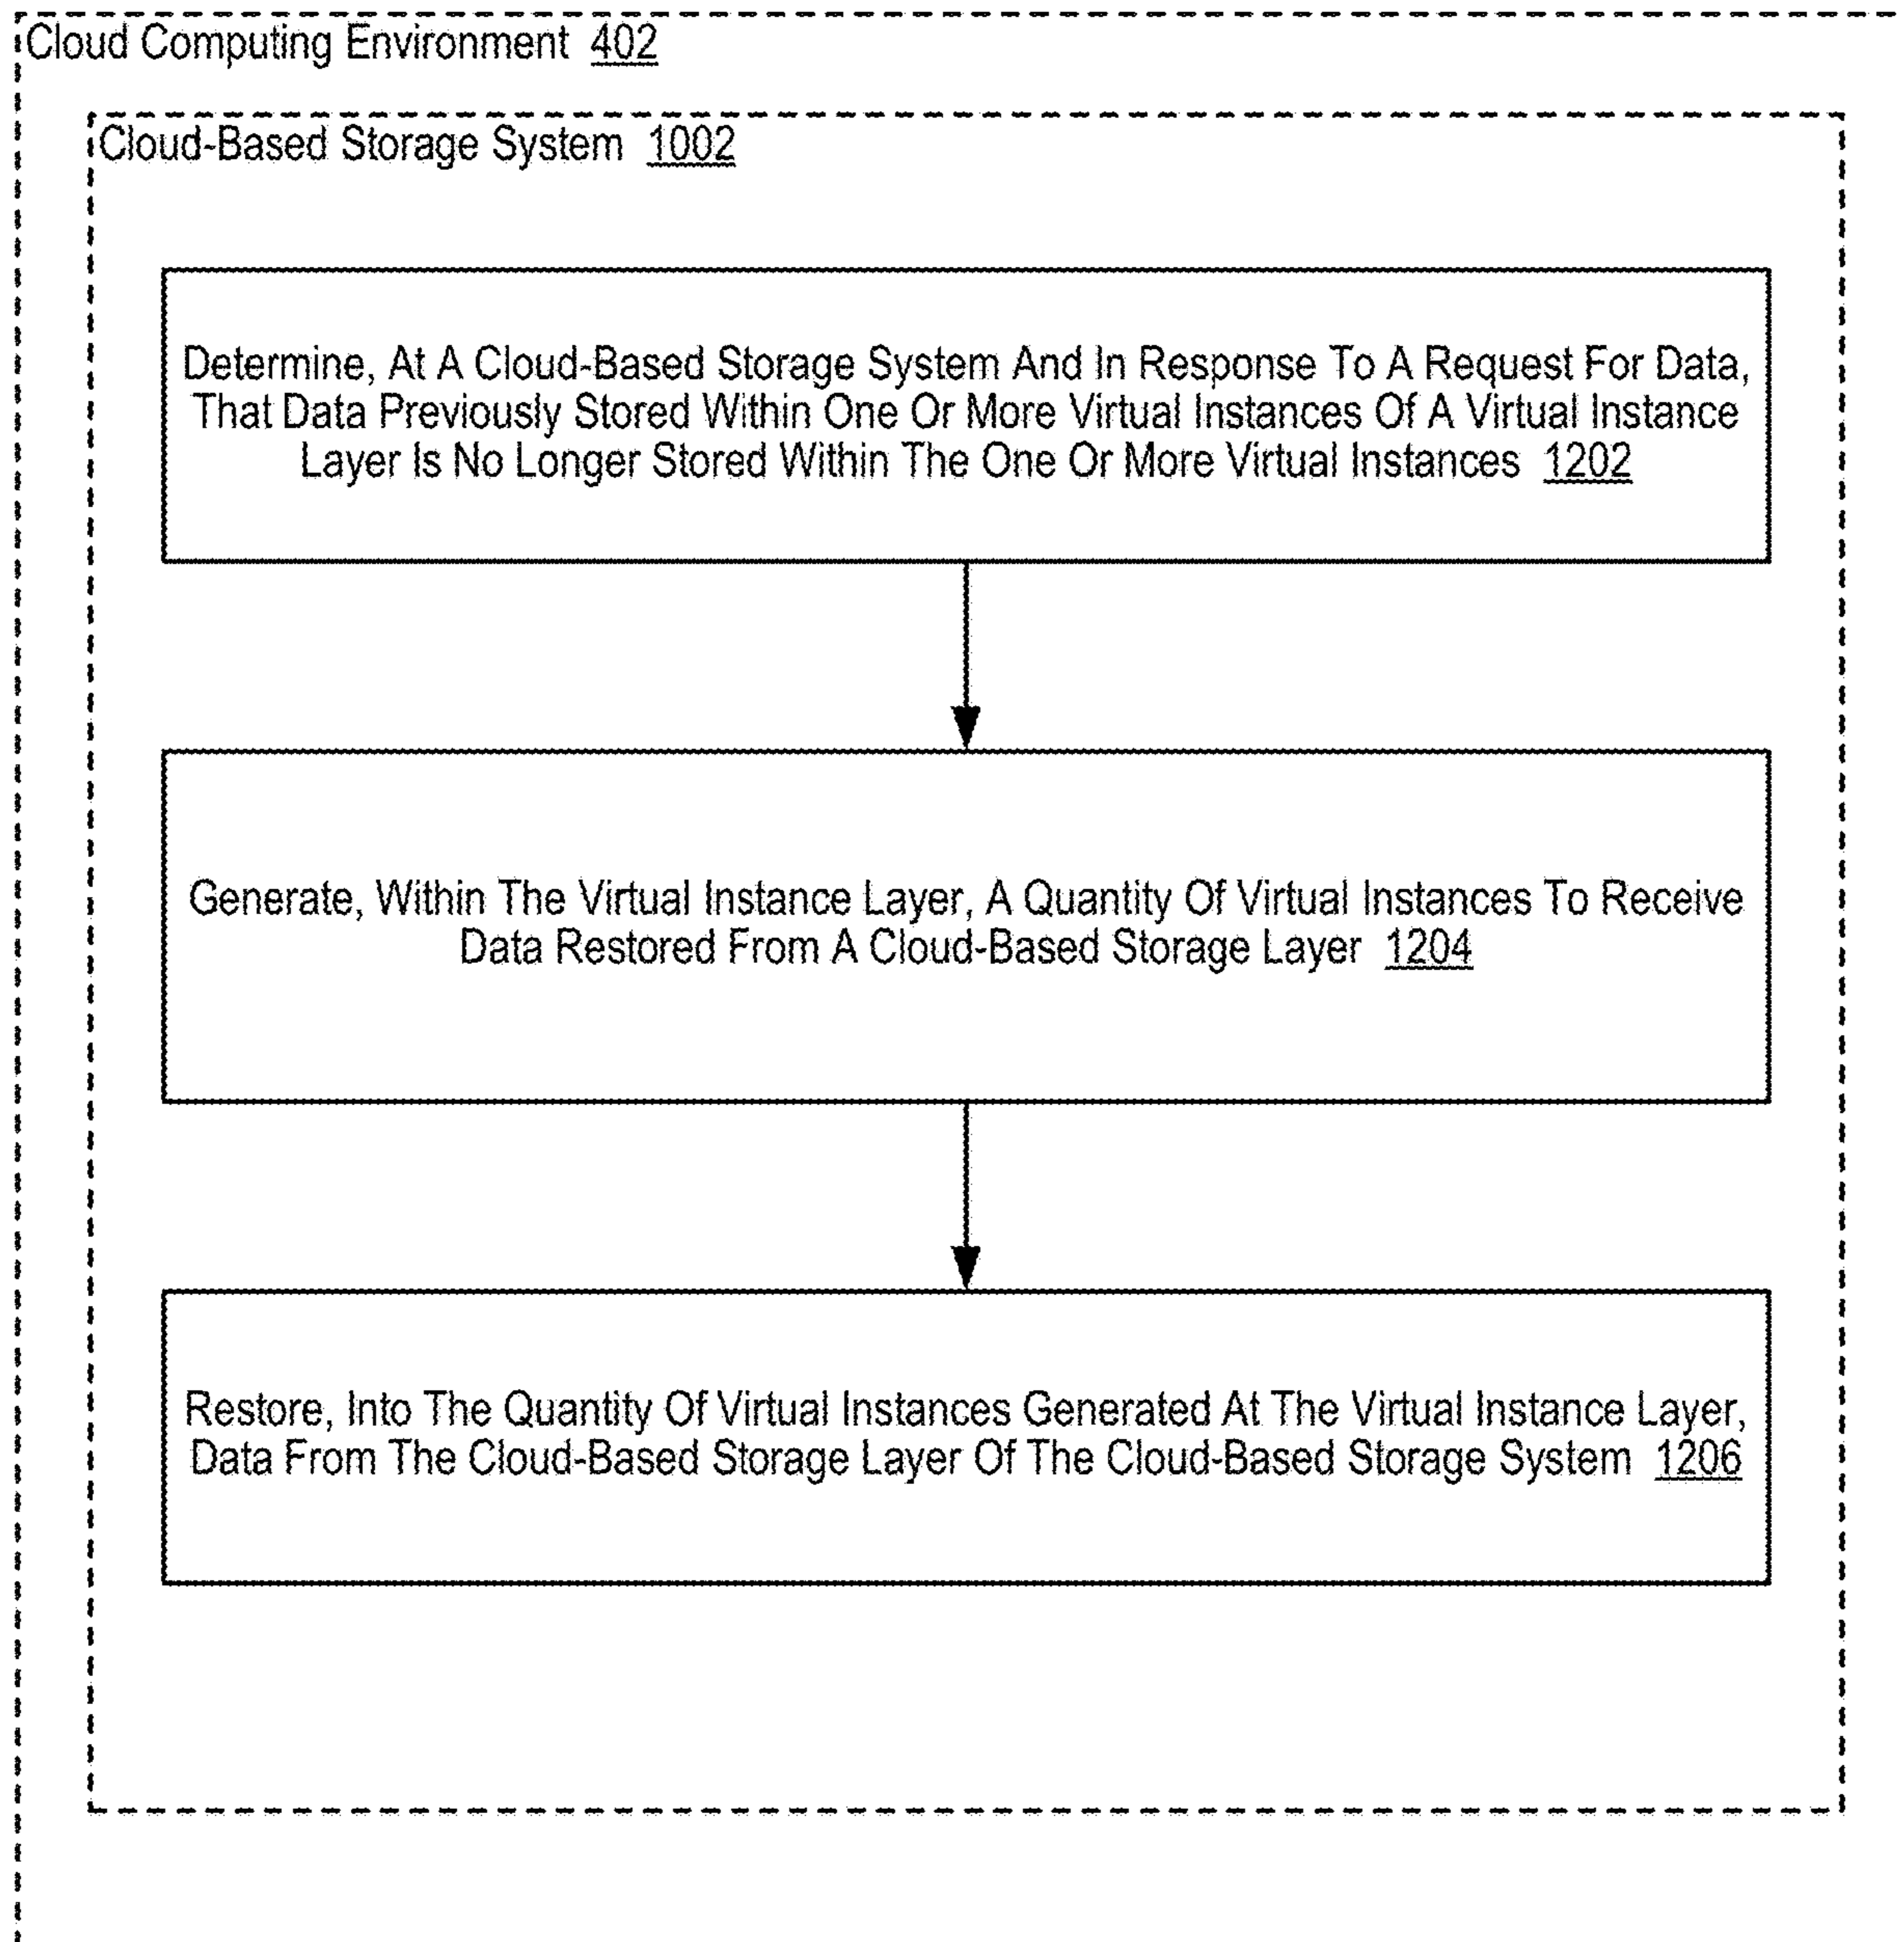 Cloud Computing Environment 402
Cloud-Based Storage System 1002
Determine, At A Cloud-Based Storage System And In Response To A Request For Data,
That Data Previously Stored Within One Or More Virtual Instances Of A Virtual Instance
Layer Is No Longer Stored Within The One Or More Virtual Instances 1202
Generate, Within The Virtual Instance Layer, A Quantity Of Virtual Instances To Receive
Data Restored From A Cloud-Based Storage Layer 1204
Restore, Into The Quantity Of Virtual Instances Generated At The Virtual Instance Layer,
Data From The Cloud-Based Storage Layer Of The Cloud-Based Storage System 1206